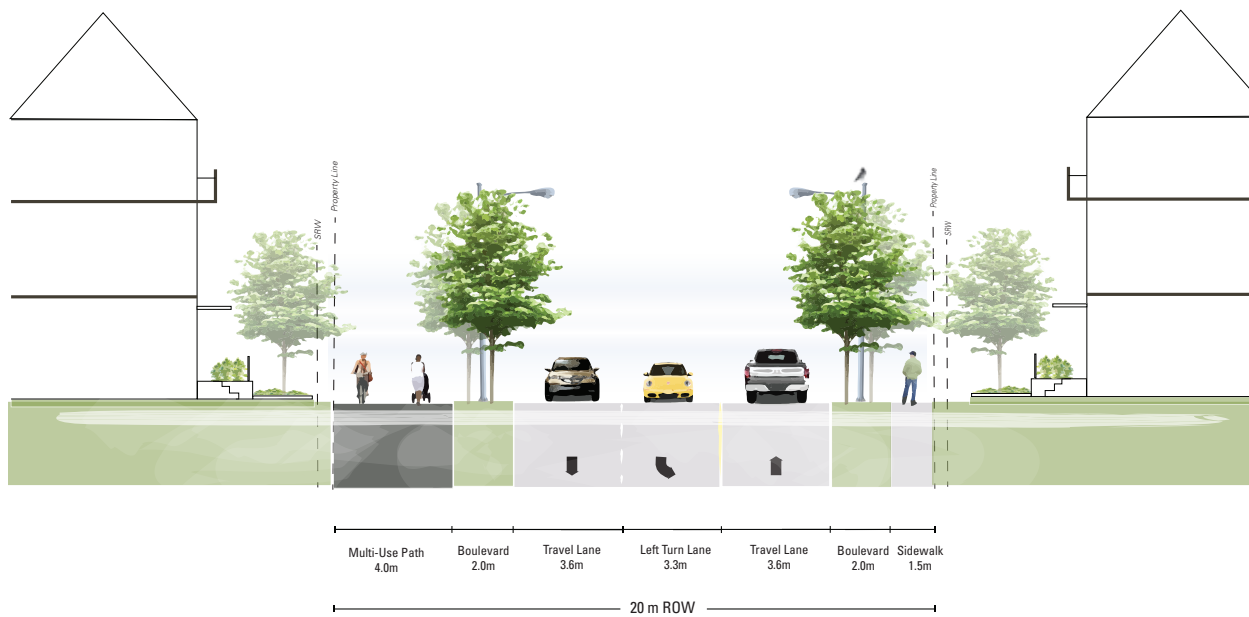 SRW
Property Line
Property Line
SRW
Multi-Use Path
4.0m
Boulevard
2.0m
Travel Lane
3.6m
Left Turn Lane
3.3m
Travel Lane
3.6m
Boulevard
2.0m
Sidewalk
1.5m
20 m ROW